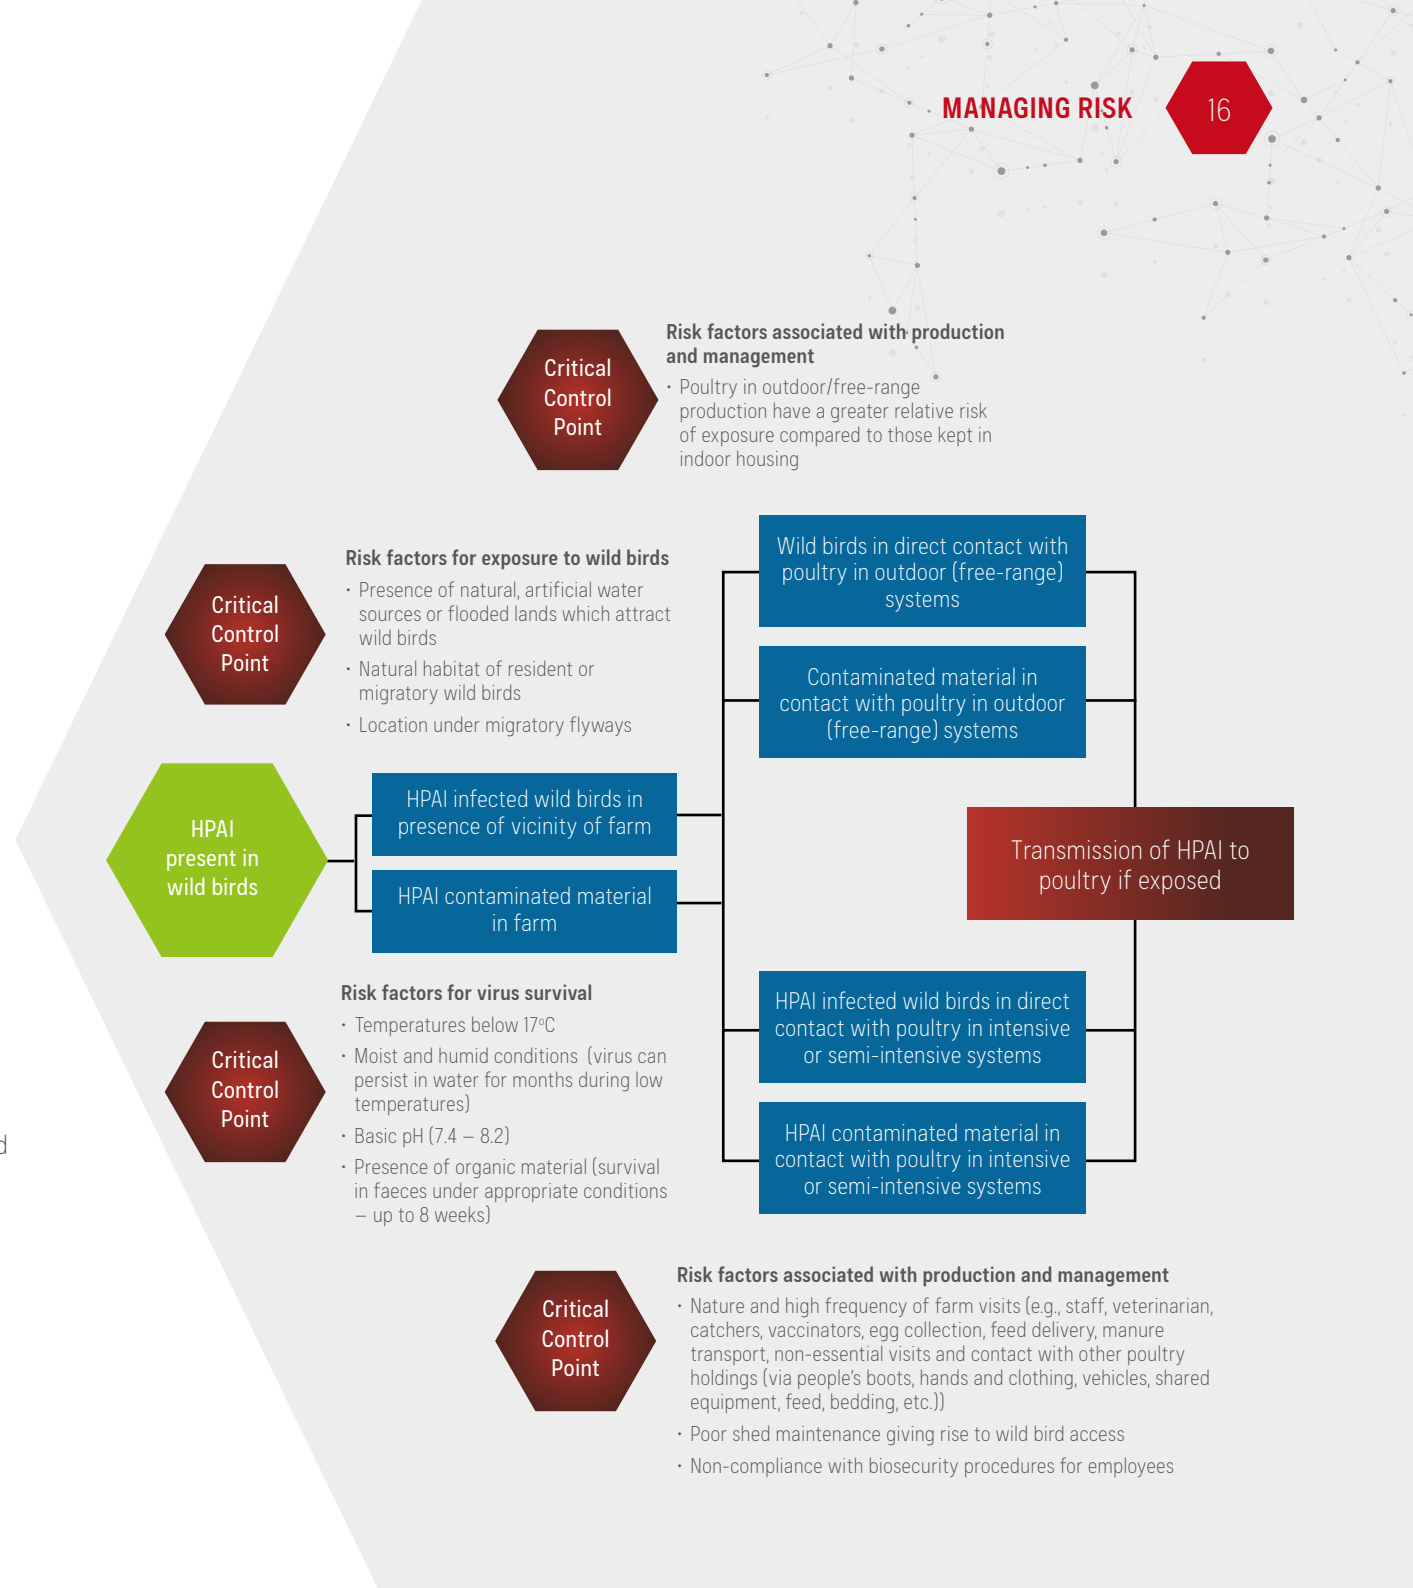 MANAGING RISK
16
Critical
Control
Point
Risk factors associated with production
and management
• Poultry in outdoor/free-range
production have a greater relative risk
of exposure compared to those kept in
indoor housing
Critical
Control
Point
Risk factors for exposure to wild birds
• Presence of natural, artificial water
sources or flooded lands which attract
wild birds
• Natural habitat of resident or
migratory wild birds
• Location under migratory flyways
Wild birds in direct contact with
poultry in outdoor (free-range)
systems
Contaminated material in
contact with poultry in outdoor
(free-range) systems
HPAI
present in
wild birds
HPAI infected wild birds in
presence of vicinity of farm
HPAI contaminated material
in farm
Transmission of HPAI to
poultry if exposed
HPAI infected wild birds in direct
contact with poultry in intensive
or semi-intensive systems
HPAI contaminated material in
contact with poultry in intensive
or semi-intensive systems
Critical
Control
Point
Risk factors for virus survival
• Temperatures below 17ºC
• Moist and humid conditions (virus can
persist in water for months during low
temperatures)
• Basic pH (7.4 – 8.2)
• Presence of organic material (survival
in faeces under appropriate conditions
– up to 8 weeks)
d
Critical
Control
Point
Risk factors associated with production and management
• Nature and high frequency of farm visits (e.g., staff, veterinarian,
catchers, vaccinators, egg collection, feed delivery, manure
transport, non-essential visits and contact with other poultry
holdings (via people's boots, hands and clothing, vehicles, shared
equipment, feed, bedding, etc.))
• Poor shed maintenance giving rise to wild bird access
• Non-compliance with biosecurity procedures for employees